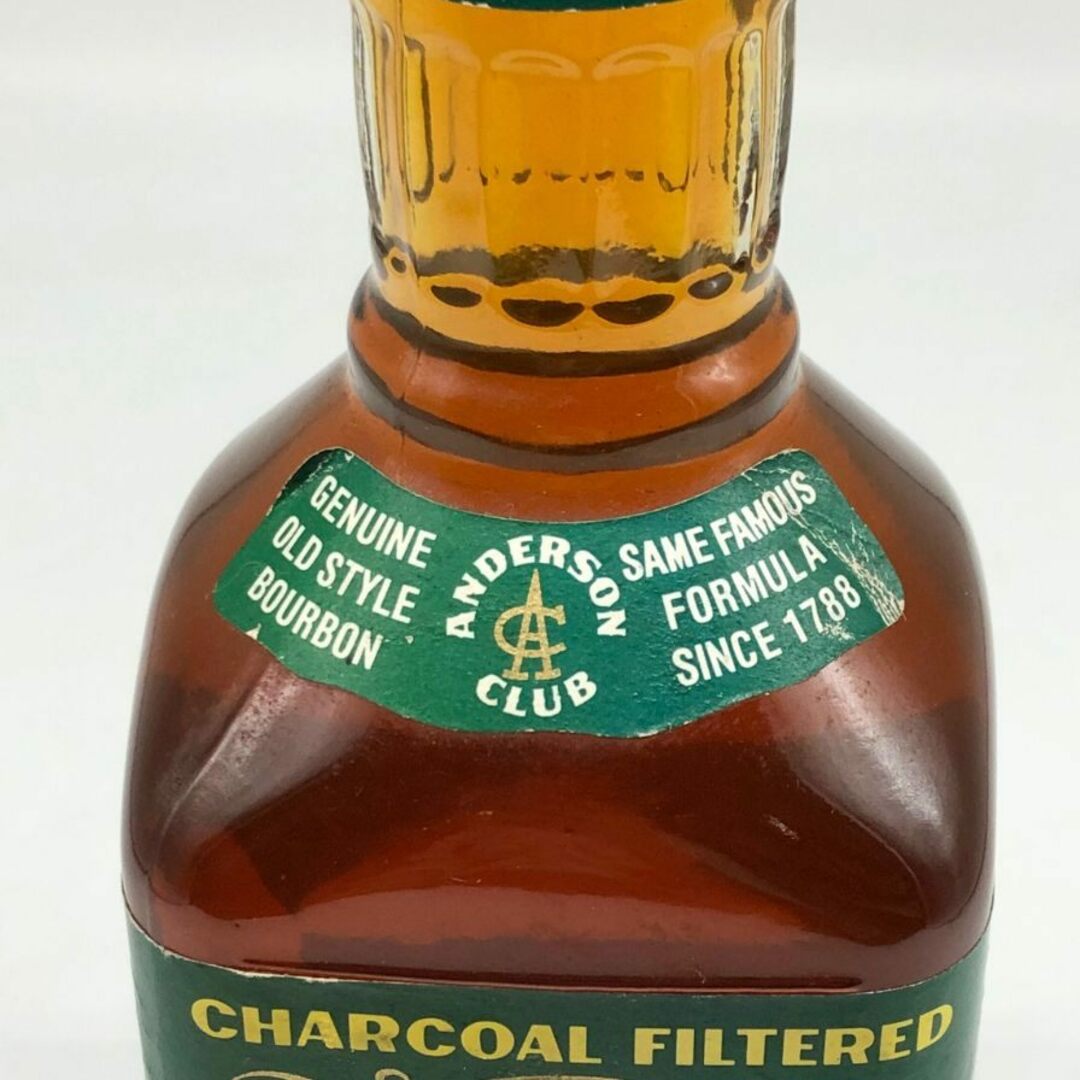 GENUINE
OLD STYLE
BOURBON
ANDERSON
AC
CLUB
SAME FAMOUS
FORMULA
SINCE 1788
CHARCOAL FILTERED